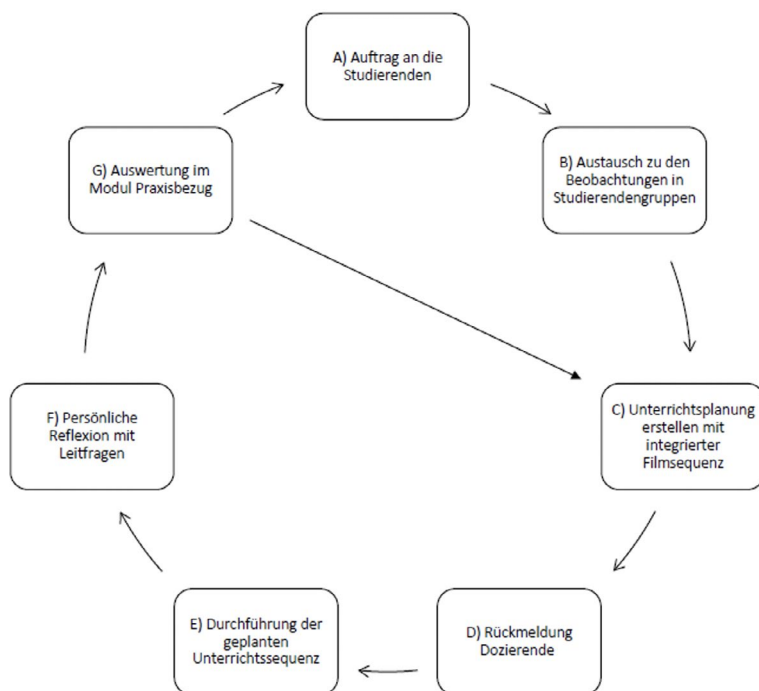 A) Auftrag an die
Studierenden
B) Austausch zu den
Beobachtungen in
Studierendengruppen
C) Unterrichtsplanung
erstellen mit
integrierter
Filmsequenz
D) Rückmeldung
Dozierende
E) Durchführung der
geplanten
Unterrichtssequenz
F) Persönliche
Reflexion mit
Leitfragen
G) Auswertung im
Modul Praxisbezug